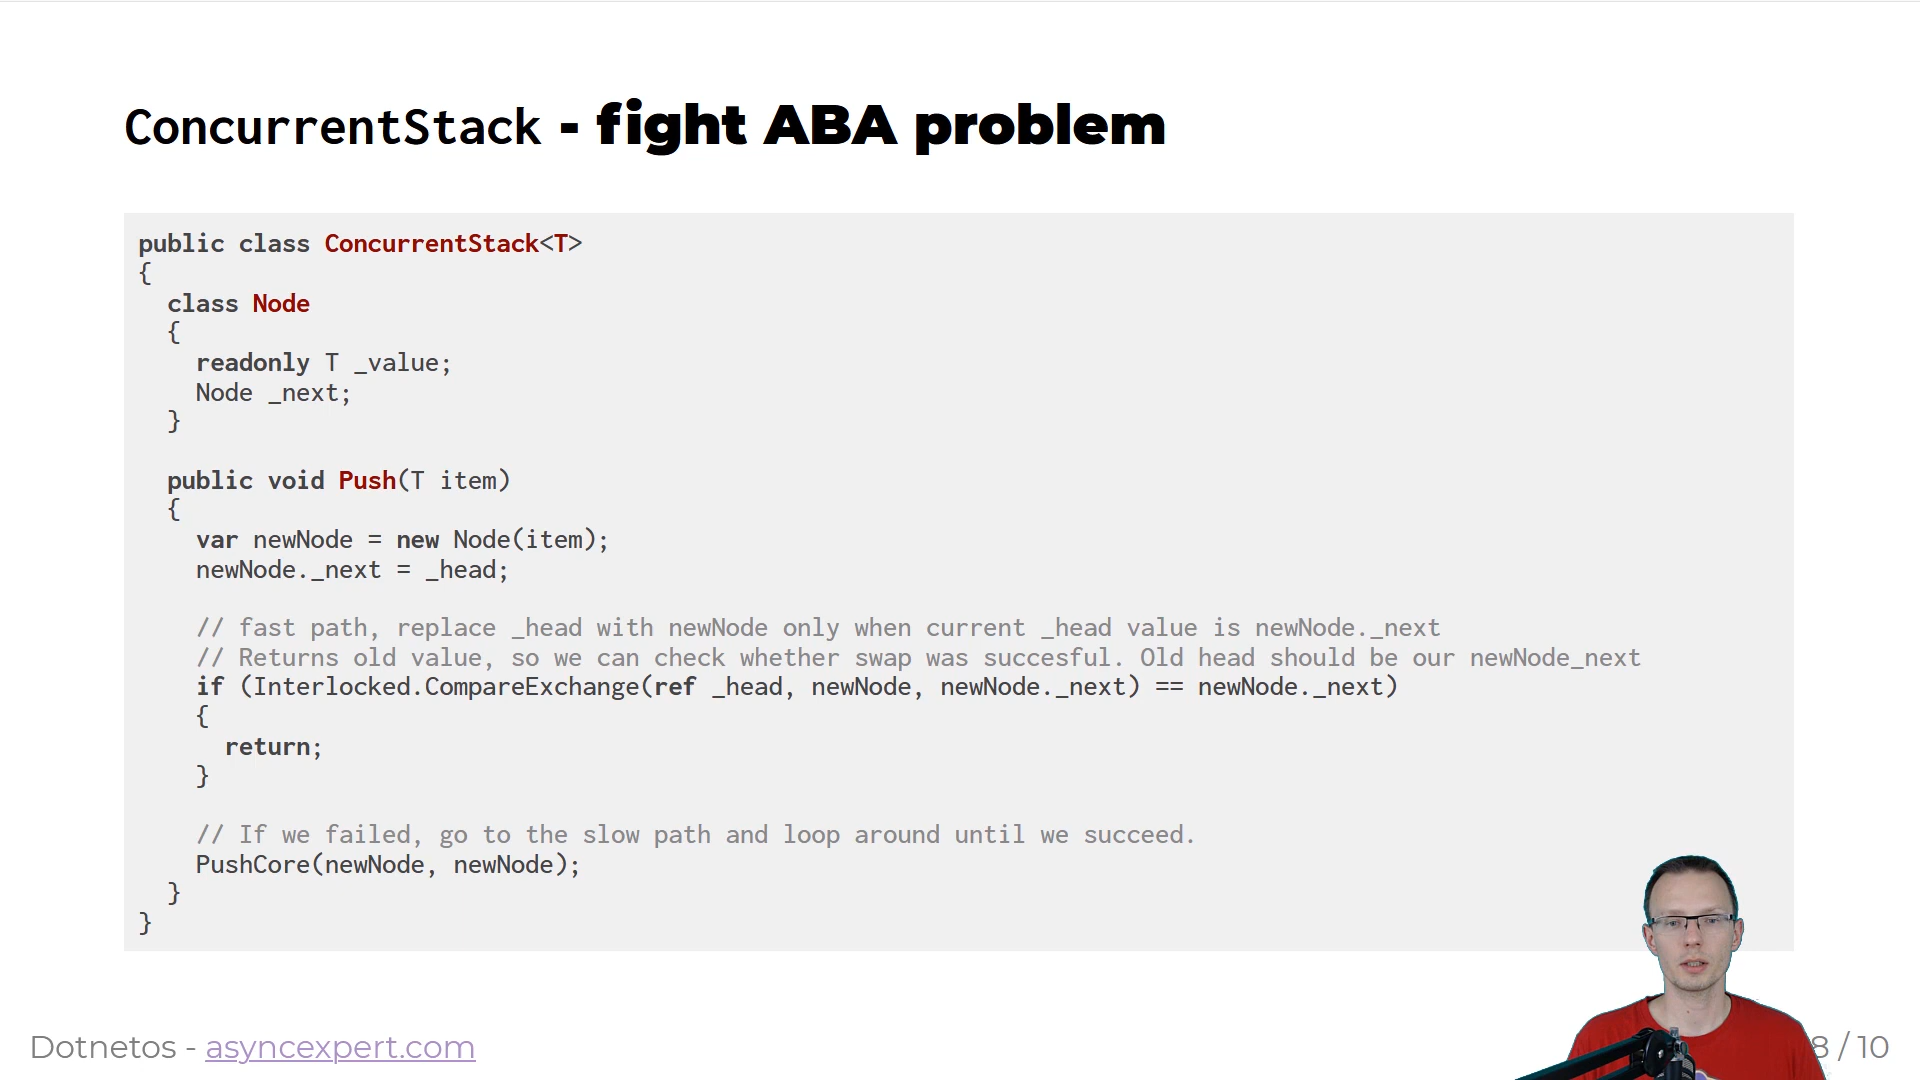 ConcurrentStack - fight ABA problem
public class ConcurrentStack<T>
{
  class Node
  {
    readonly T _value;
    Node _next;
  }

  public void Push(T item)
  {
    var newNode = new Node(item);
    newNode._next = _head;

    // fast path, replace _head with newNode only when current _head value is newNode._next
    // Returns old value, so we can check whether swap was succesful. Old head should be our newNode_next
    if (Interlocked.CompareExchange(ref _head, newNode, newNode._next) == newNode._next)
    {
      return;
    }

    // If we failed, go to the slow path and loop around until we succeed.
    PushCore(newNode, newNode);
  }
}
Dotnetos - asyncexpert.com
8 / 10